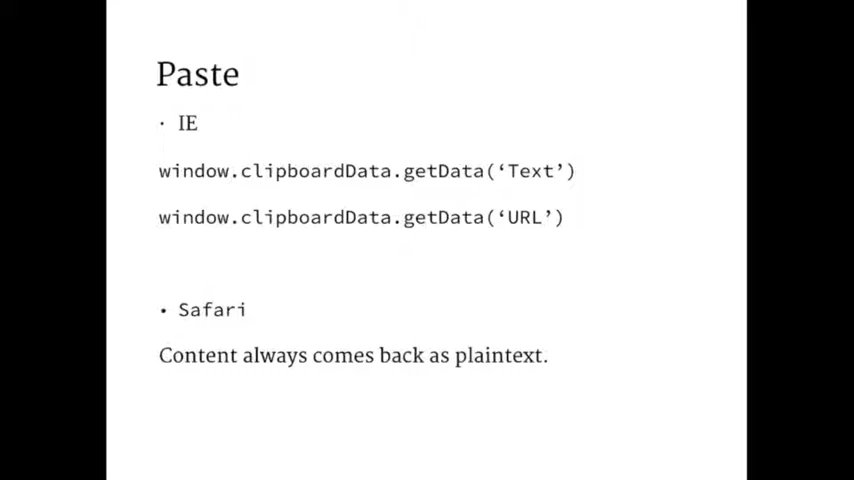 Paste
• IE
window.clipboardData.getData(‘Text’)
window.clipboardData.getData(‘URL’)
• Safari
Content always comes back as plaintext.